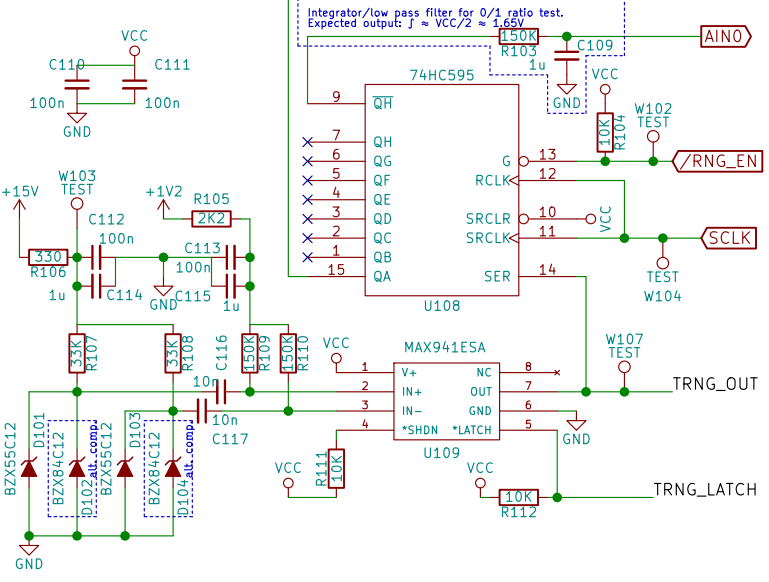 Integrator/low pass filter for 0/1 ratio test.
Expected output: ∫ ≈ VCC/2 ≈ 1.65V
150K
R103
C109
1u
AIN0
VCC
C110
C111
100n
100n
GND
74HC595
9 QH
7 QH
6 QG
5 QF
4 QE
3 QD
2 QC
1 QB
15 QA
G 13
RCLK 12
SRCLR 10
SRCLK 11
SER 14
U108
GND
VCC
10K
R104
W102
TEST
/RNG_EN
VCC
SCLK
TEST
W104
W103
TEST
+15V
+1V2
R105
2K2
C112
100n
C113
100n
330
R106
1u
C114
GND
C115
1u
33K
R107
33K
R108
C116
10n
150K
R109
150K
R110
VCC
MAX941ESA
1 V+
2 IN+
3 IN-
4 *SHDN
NC 8
OUT 7
GND 6
*LATCH 5
U109
W107
TEST
TRNG_OUT
GND
10n
C117
BZX55C12
D101
BZX84C12
D102
alt.comp.
BZX55C12
D103
BZX84C12
D104
alt.comp.
VCC
R111
10K
VCC
10K
R112
TRNG_LATCH
GND